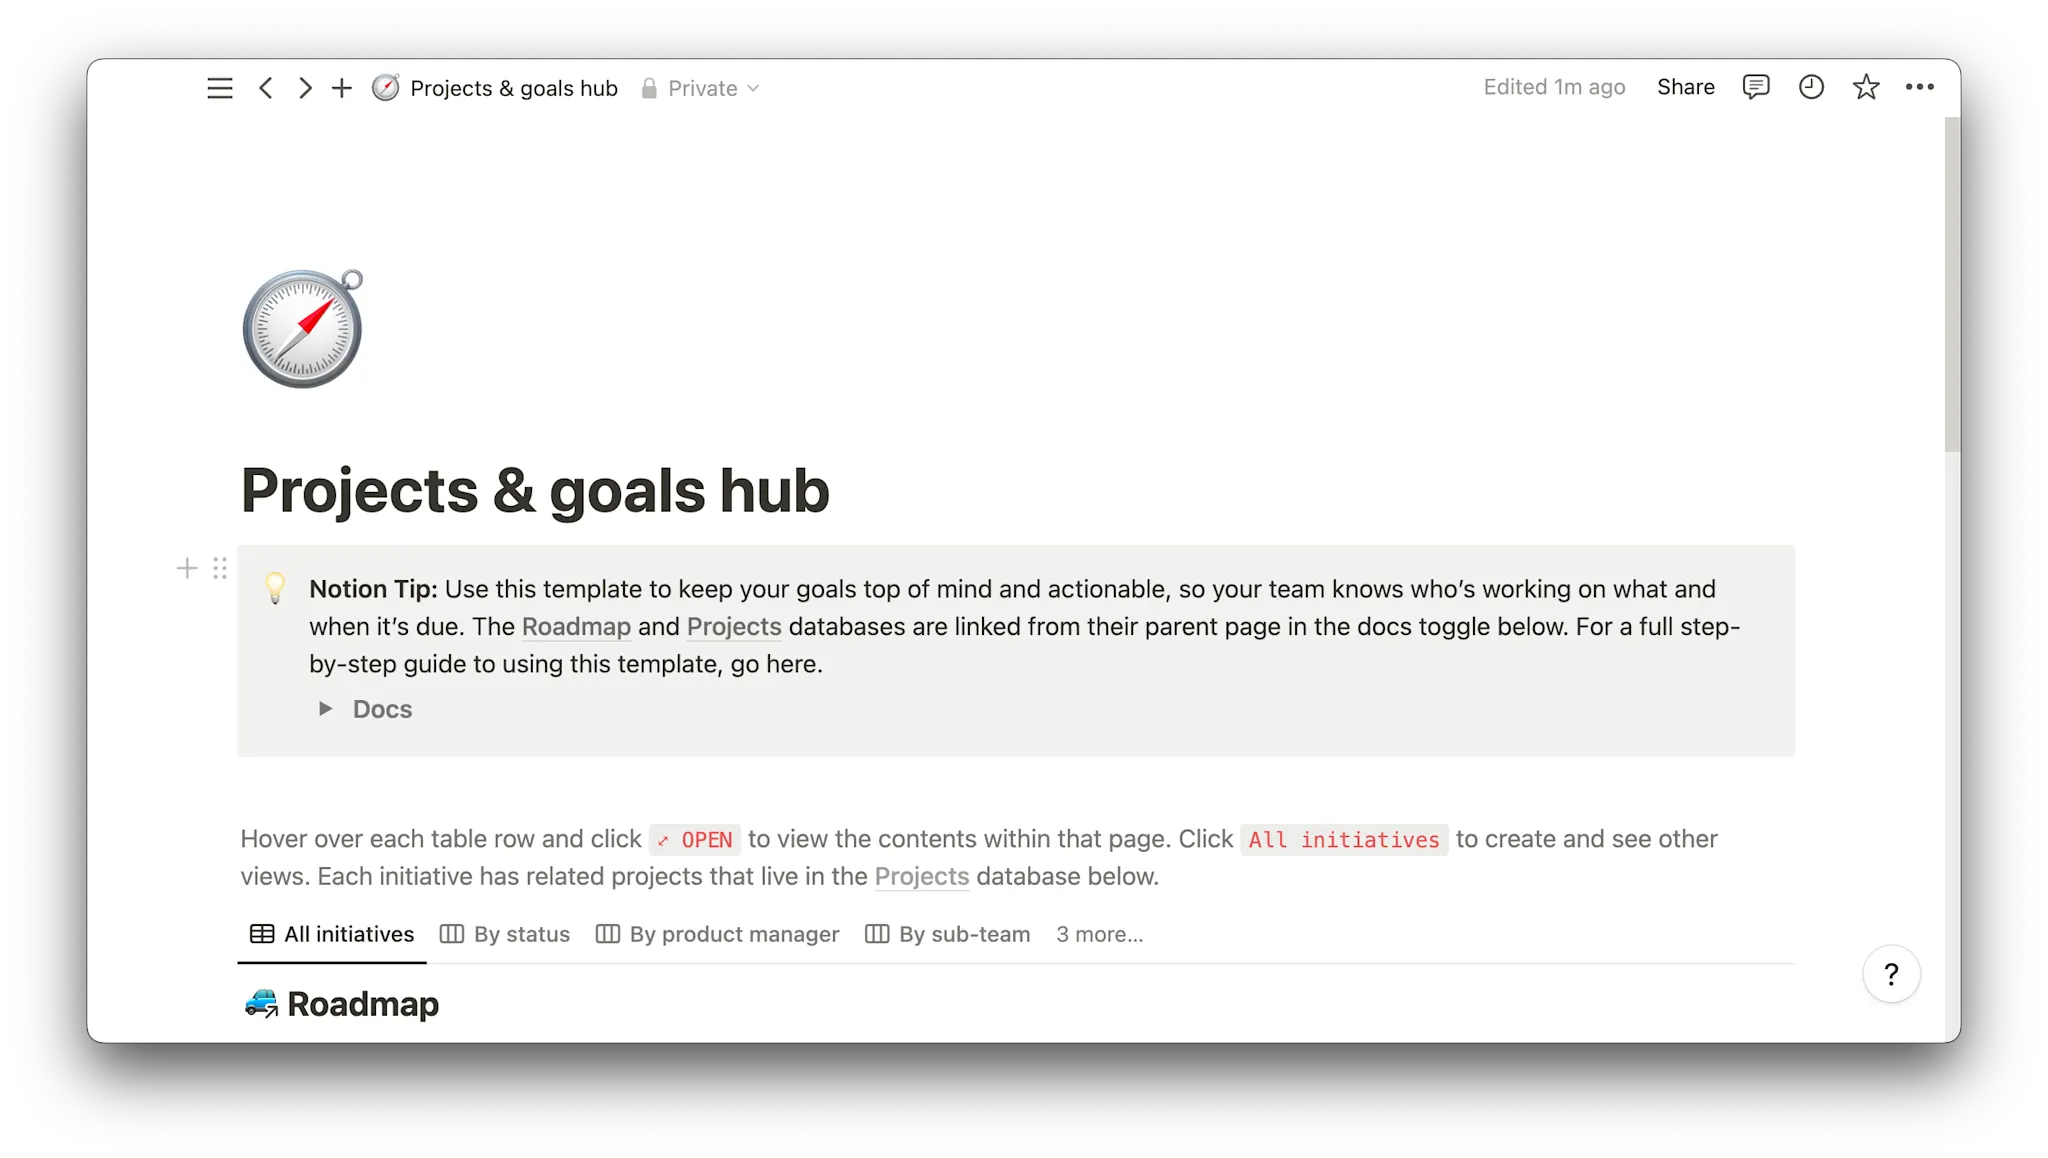 Projects & goals hub Private
Edited 1m ago Share
Projects & goals hub
Notion Tip: Use this template to keep your goals top of mind and actionable, so your team knows who’s working on what and
when it’s due. The Roadmap and Projects databases are linked from their parent page in the docs toggle below. For a full step-
by-step guide to using this template, go here.
Docs
Hover over each table row and click ⤢ OPEN to view the contents within that page. Click All initiatives to create and see other
views. Each initiative has related projects that live in the Projects database below.
All initiatives By status By product manager By sub-team 3 more...
Roadmap
?